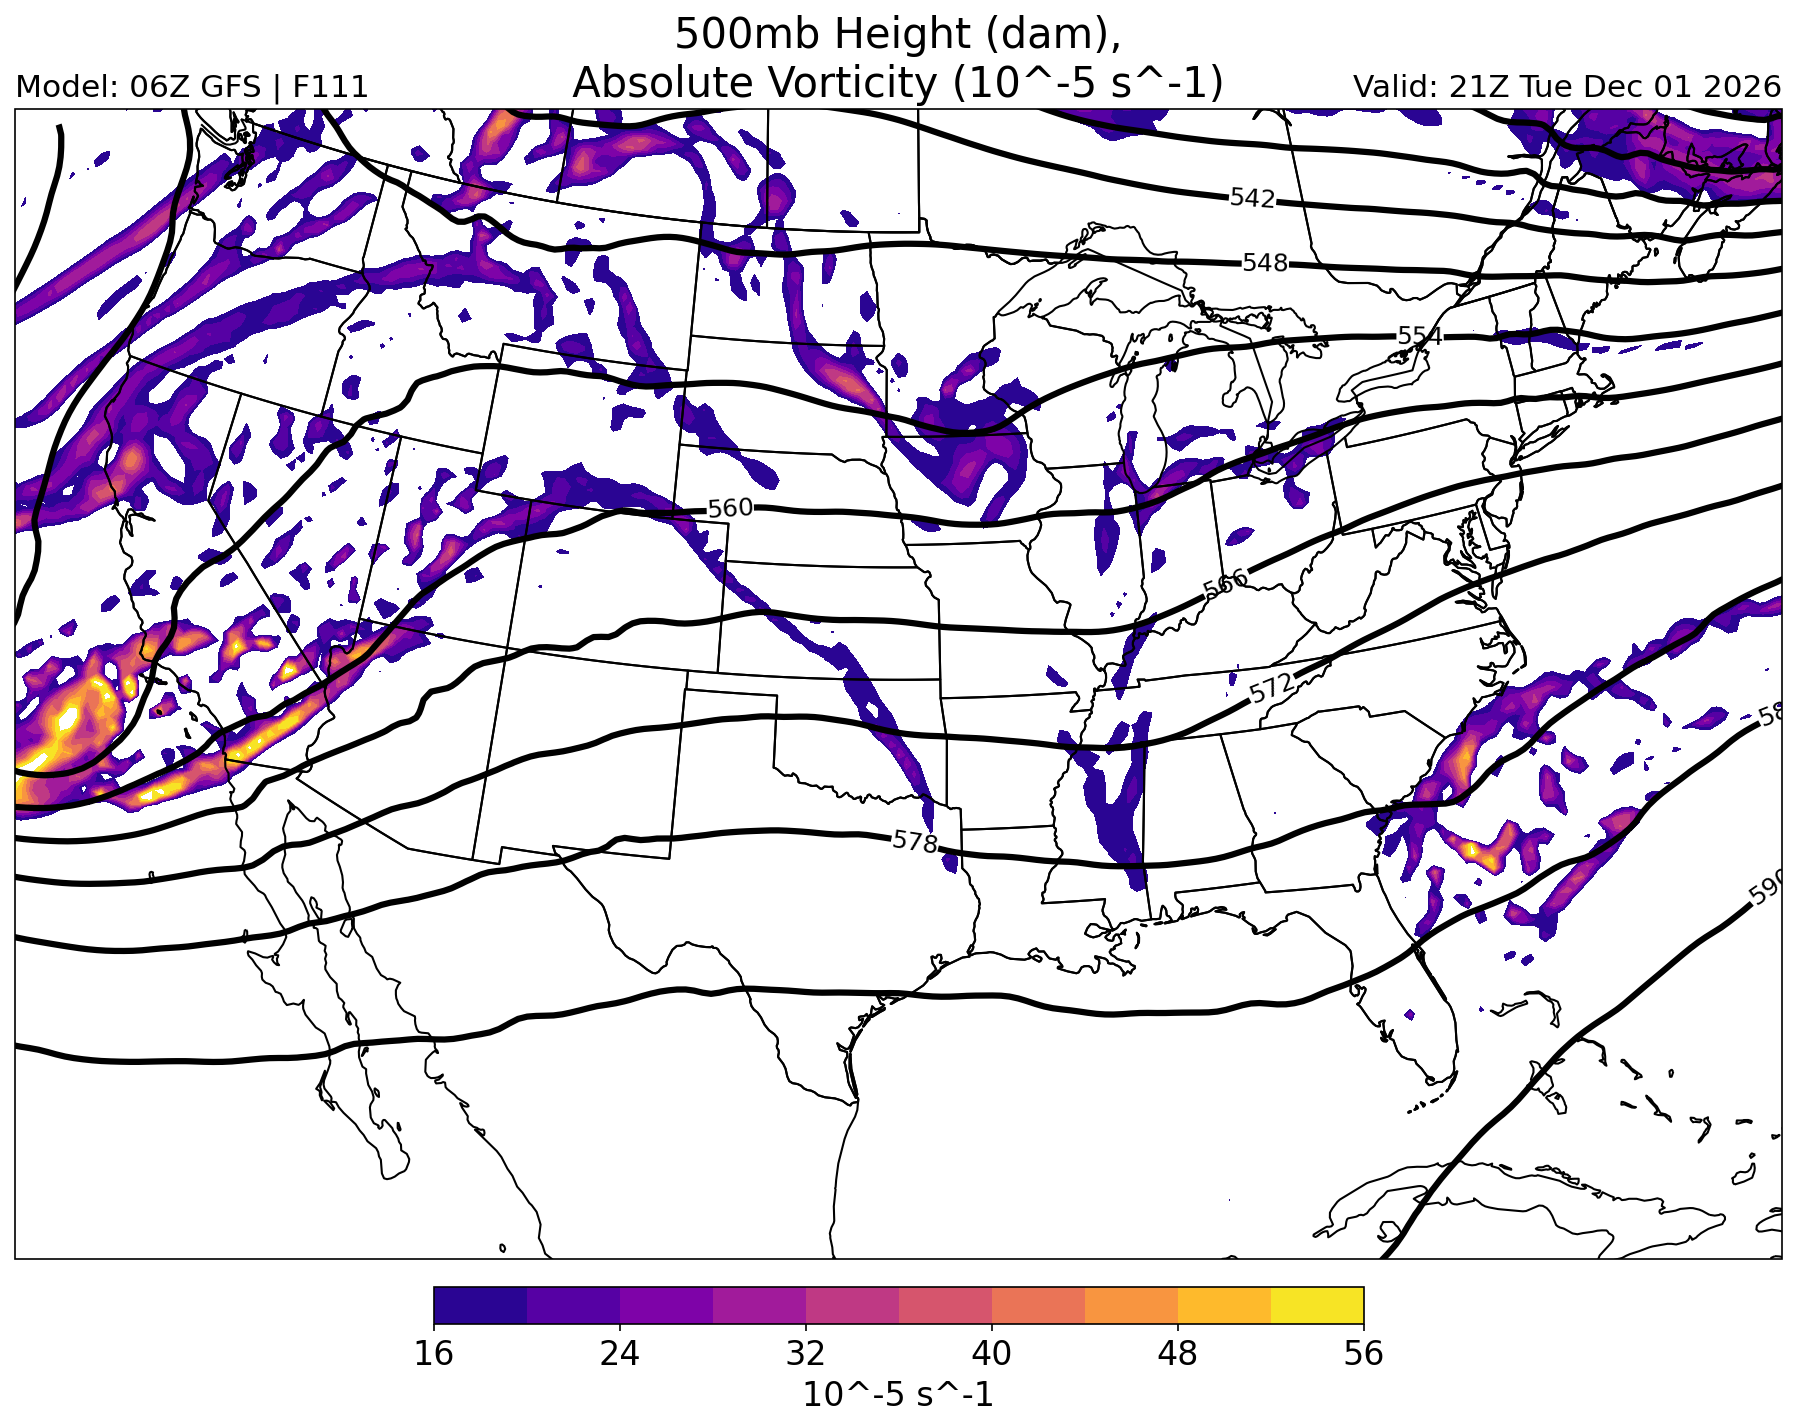 500mb Height (dam),
Absolute Vorticity (10^-5 s^-1)
Model: 06Z GFS | F111
Valid: 21Z Tue Dec 01 2026
542
548
554
560
566
572
578
590
16 24 32 40 48 56
10^-5 s^-1